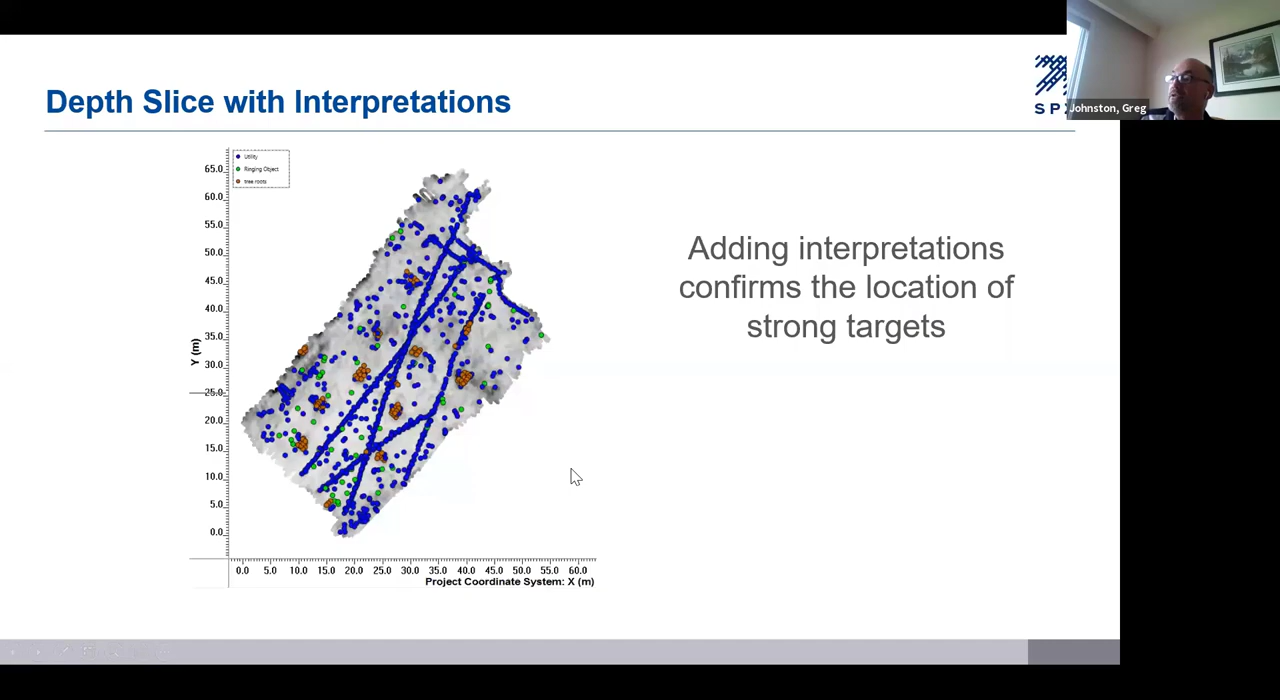 Depth Slice with Interpretations
Johnston, Greg
Utility
Ringing Object
tree roots
Adding interpretations
confirms the location of
strong targets
65.0
60.0
55.0
50.0
45.0
40.0
35.0
30.0
25.0
20.0
15.0
10.0
5.0
0.0
Y (m)
0.0 5.0 10.0 15.0 20.0 25.0 30.0 35.0 40.0 45.0 50.0 55.0 60.0
Project Coordinate System: X (m)